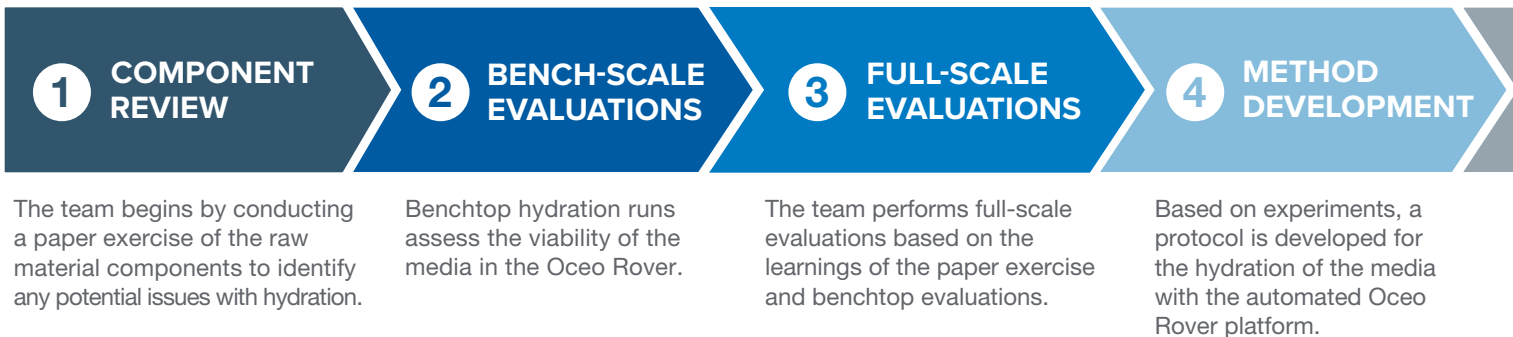 1
COMPONENT
REVIEW
The team begins by conducting
a paper exercise of the raw
material components to identify
any potential issues with hydration.
2
BENCH-SCALE
EVALUATIONS
Benchtop hydration runs
assess the viability of the
media in the Oceo Rover.
3
FULL-SCALE
EVALUATIONS
The team performs full-scale
evaluations based on the
learnings of the paper exercise
and benchtop evaluations.
4
METHOD
DEVELOPMENT
Based on experiments, a
protocol is developed for
the hydration of the media
with the automated Oceo
Rover platform.